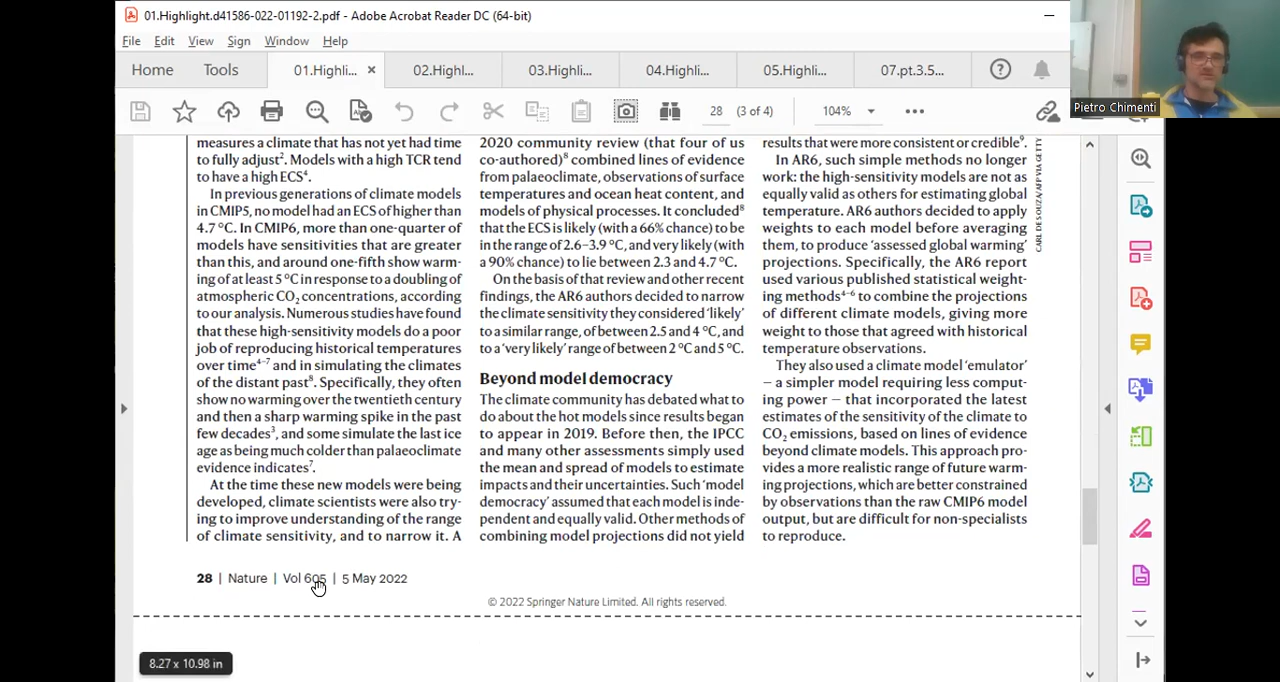 01.Highlight.d41586-022-01192-2.pdf - Adobe Acrobat Reader DC (64-bit)
File Edit View Sign Window Help
Home Tools 01.Highli... × 02.Highl... 03.Highli... 04.Highli... 05.Highli... 07.pt.3.5...
28 (3 of 4) 104%
Pietro Chimenti
measures a climate that has not yet had time
to fully adjust². Models with a high TCR tend
to have a high ECS⁴.
In previous generations of climate models
in CMIP5, no model had an ECS of higher than
4.7 °C. In CMIP6, more than one-quarter of
models have sensitivities that are greater
than this, and around one-fifth show warm-
ing of at least 5 °C in response to a doubling of
atmospheric CO₂ concentrations, according
to our analysis. Numerous studies have found
that these high-sensitivity models do a poor
job of reproducing historical temperatures
over time⁴⁻⁷ and in simulating the climates
of the distant past⁸. Specifically, they often
show no warming over the twentieth century
and then a sharp warming spike in the past
few decades³, and some simulate the last ice
age as being much colder than palaeoclimate
evidence indicates⁷.
At the time these new models were being
developed, climate scientists were also try-
ing to improve understanding of the range
of climate sensitivity, and to narrow it. A
2020 community review (that four of us
co-authored)⁸ combined lines of evidence
from palaeoclimate, observations of surface
temperatures and ocean heat content, and
models of physical processes. It concluded⁸
that the ECS is likely (with a 66% chance) to be
in the range of 2.6–3.9 °C, and very likely (with
a 90% chance) to lie between 2.3 and 4.7 °C.
On the basis of that review and other recent
findings, the AR6 authors decided to narrow
the climate sensitivity they considered ‘likely’
to a similar range, of between 2.5 and 4 °C, and
to a ‘very likely’ range of between 2 °C and 5 °C.
Beyond model democracy
The climate community has debated what to
do about the hot models since results began
to appear in 2019. Before then, the IPCC
and many other assessments simply used
the mean and spread of models to estimate
impacts and their uncertainties. Such ‘model
democracy’ assumed that each model is inde-
pendent and equally valid. Other methods of
combining model projections did not yield
results that were more consistent or credible⁹.
In AR6, such simple methods no longer
work: the high-sensitivity models are not as
equally valid as others for estimating global
temperature. AR6 authors decided to apply
weights to each model before averaging
them, to produce ‘assessed global warming’
projections. Specifically, the AR6 report
used various published statistical weight-
ing methods⁴⁻⁶ to combine the projections
of different climate models, giving more
weight to those that agreed with historical
temperature observations.
They also used a climate model ‘emulator’
— a simpler model requiring less comput-
ing power — that incorporated the latest
estimates of the sensitivity of the climate to
CO₂ emissions, based on lines of evidence
beyond climate models. This approach pro-
vides a more realistic range of future warm-
ing projections, which are better constrained
by observations than the raw CMIP6 model
output, but are difficult for non-specialists
to reproduce.
CARL DE SOUZA/AFP VIA GETTY
28 | Nature | Vol 605 | 5 May 2022
© 2022 Springer Nature Limited. All rights reserved.
8.27 x 10.98 in